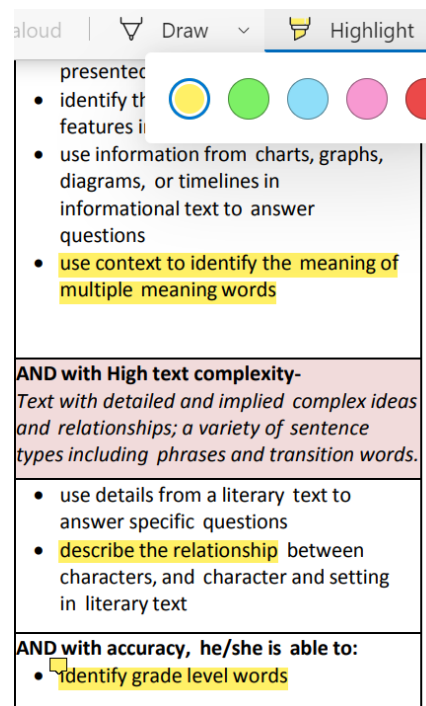 aloud Draw Highlight
presented
identify th
features i
• use information from charts, graphs,
diagrams, or timelines in
informational text to answer
questions
• use context to identify the meaning of
multiple meaning words
AND with High text complexity-
Text with detailed and implied complex ideas
and relationships; a variety of sentence
types including phrases and transition words.
• use details from a literary text to
answer specific questions
• describe the relationship between
characters, and character and setting
in literary text
AND with accuracy, he/she is able to:
• identify grade level words